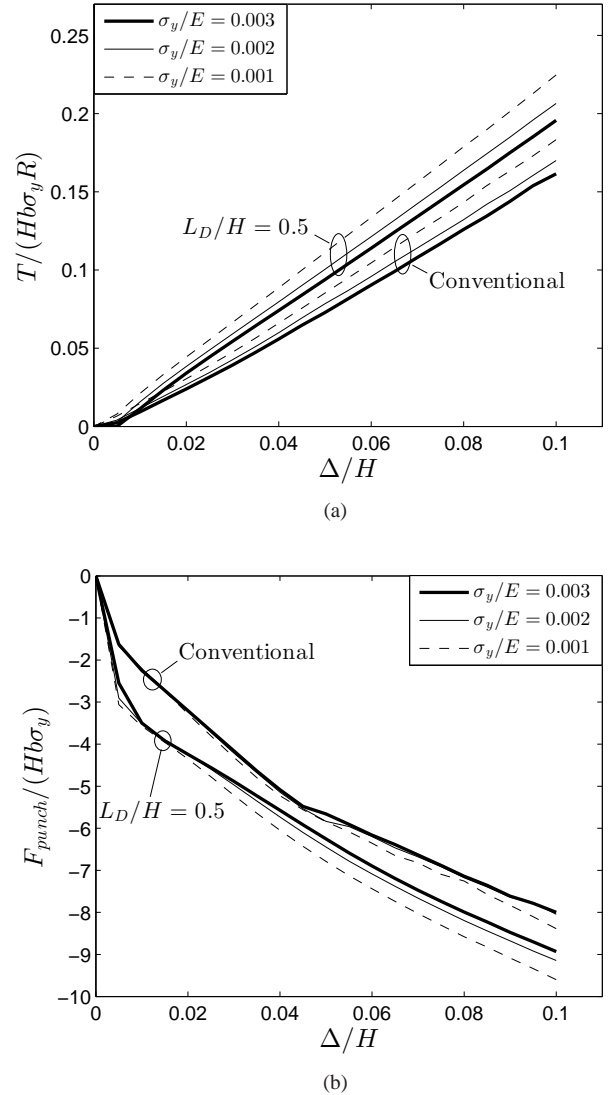 0.25
0.2
0.15
0.1
0.05
0
T/(Hbσ_yR)
σ_y/E = 0.003
σ_y/E = 0.002
σ_y/E = 0.001
L_D/H = 0.5
Conventional
0 0.02 0.04 0.06 0.08 0.1
Δ/H
(a)
0
−1
−2
−3
−4
−5
−6
−7
−8
−9
−10
F_punch/(Hbσ_y)
σ_y/E = 0.003
σ_y/E = 0.002
σ_y/E = 0.001
Conventional
L_D/H = 0.5
0 0.02 0.04 0.06 0.08 0.1
Δ/H
(b)